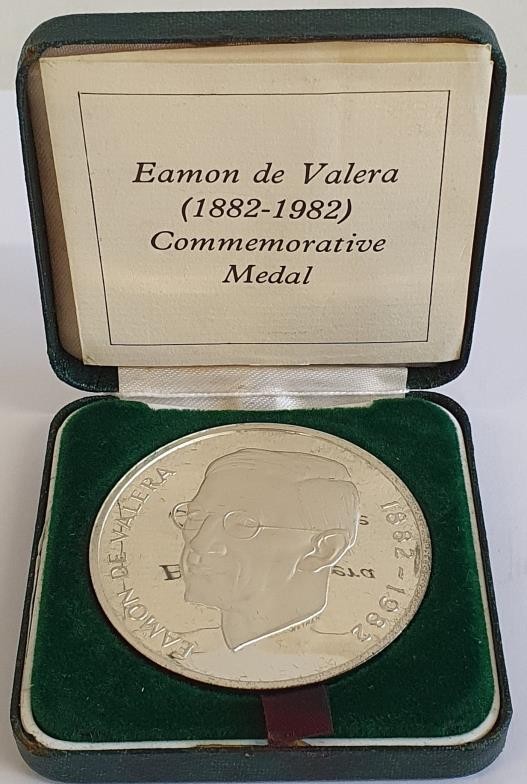 Eamon de Valera
(1882-1982)
Commemorative
Medal
EAMON DE VALERA
1882-1982